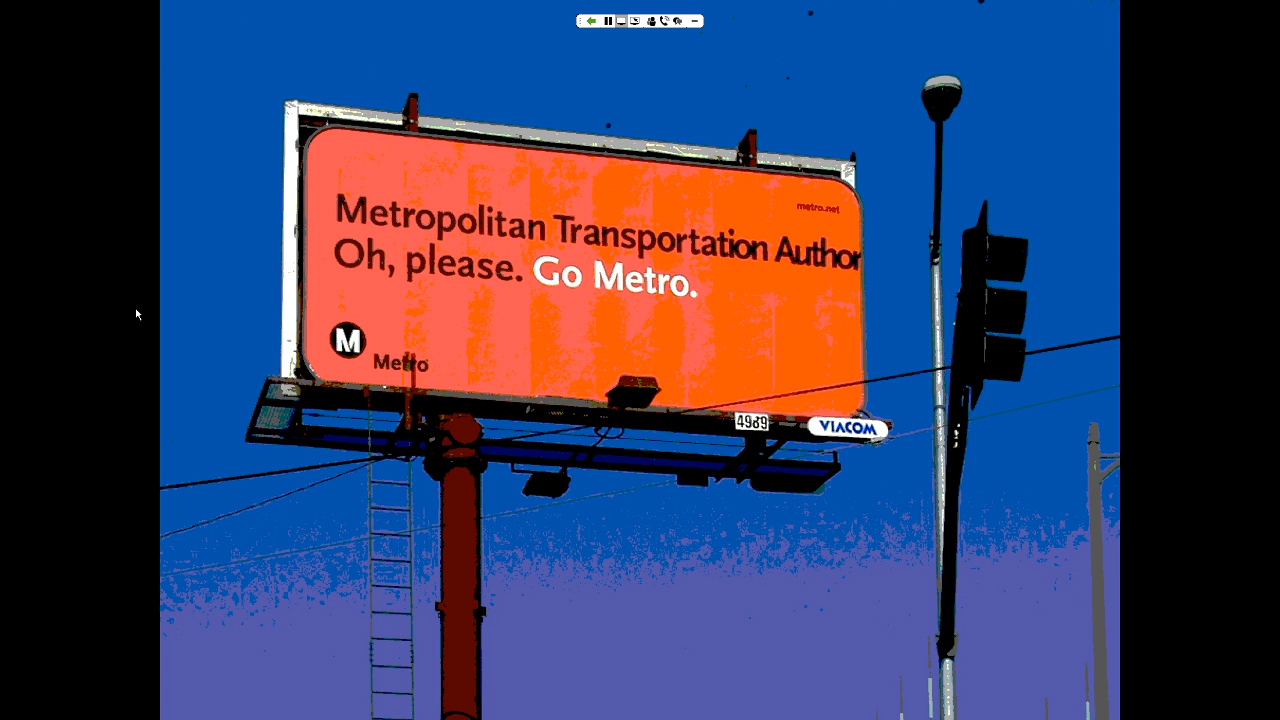 metro.net
Metropolitan Transportation Author
Oh, please. Go Metro.
M
Metro
4989
VIACOM